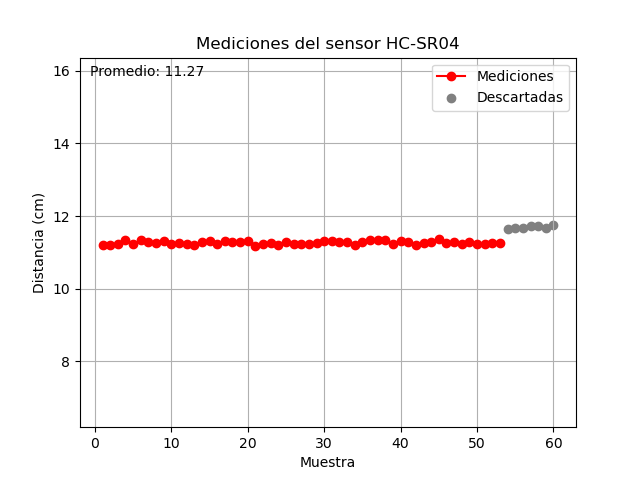 Mediciones del sensor HC-SR04
Promedio: 11.27
Mediciones
Descartadas
16
14
12
10
8
Distancia (cm)
0 10 20 30 40 50 60
Muestra